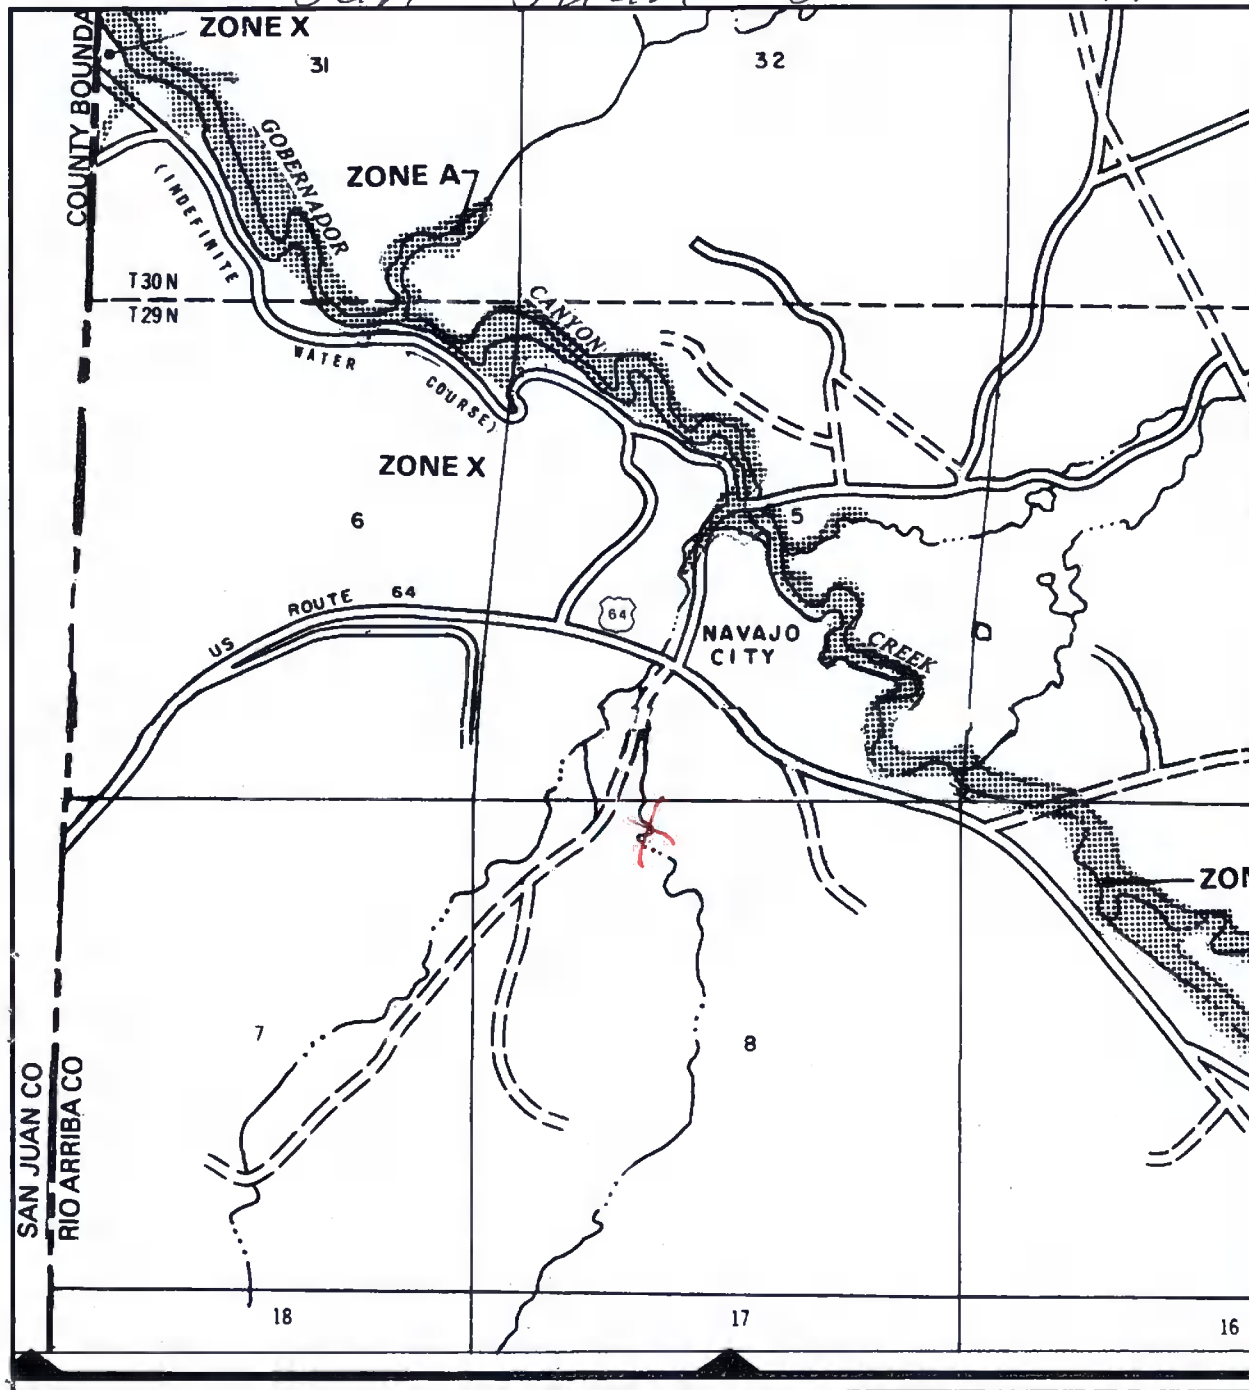 ZONE X
31
32
COUNTY BOUNDA
GOBERNADOR
ZONE A
(INDEFINITE
T30N
T29N
CANYON
WATER
COURSE)
ZONE X
6
5
US ROUTE 64
64
NAVAJO
CITY
CREEK
ZON
7
8
SAN JUAN CO
RIO ARRIBA CO
18
17
16